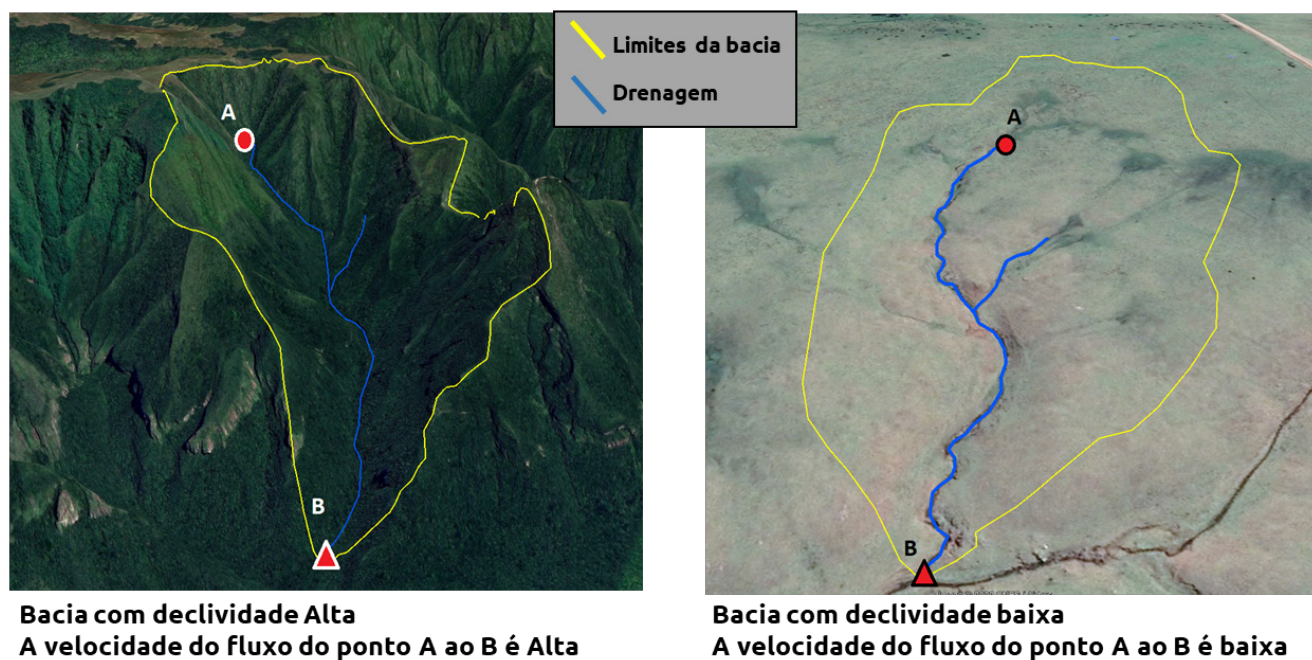 Limites da bacia
Drenagem
A
B
A
B
Bacia com declividade Alta
A velocidade do fluxo do ponto A ao B é Alta
Bacia com declividade baixa
A velocidade do fluxo do ponto A ao B é baixa